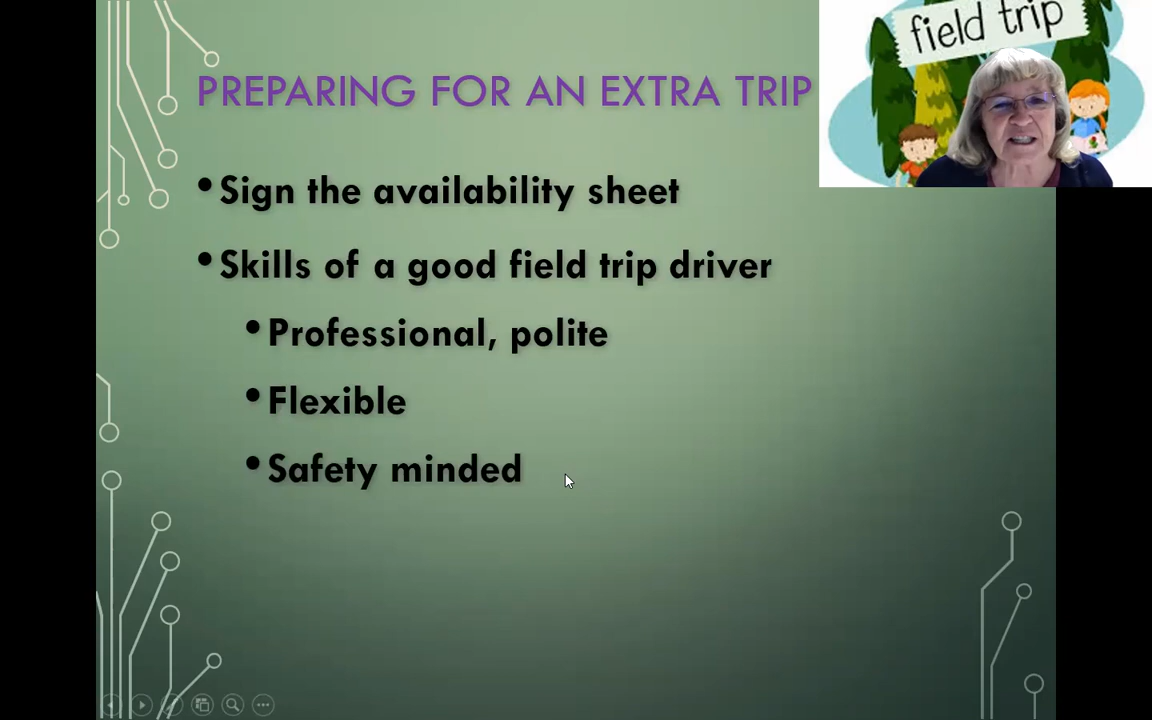 field trip
PREPARING FOR AN EXTRA TRIP
•Sign the availability sheet
•Skills of a good field trip driver
•Professional, polite
•Flexible
•Safety minded